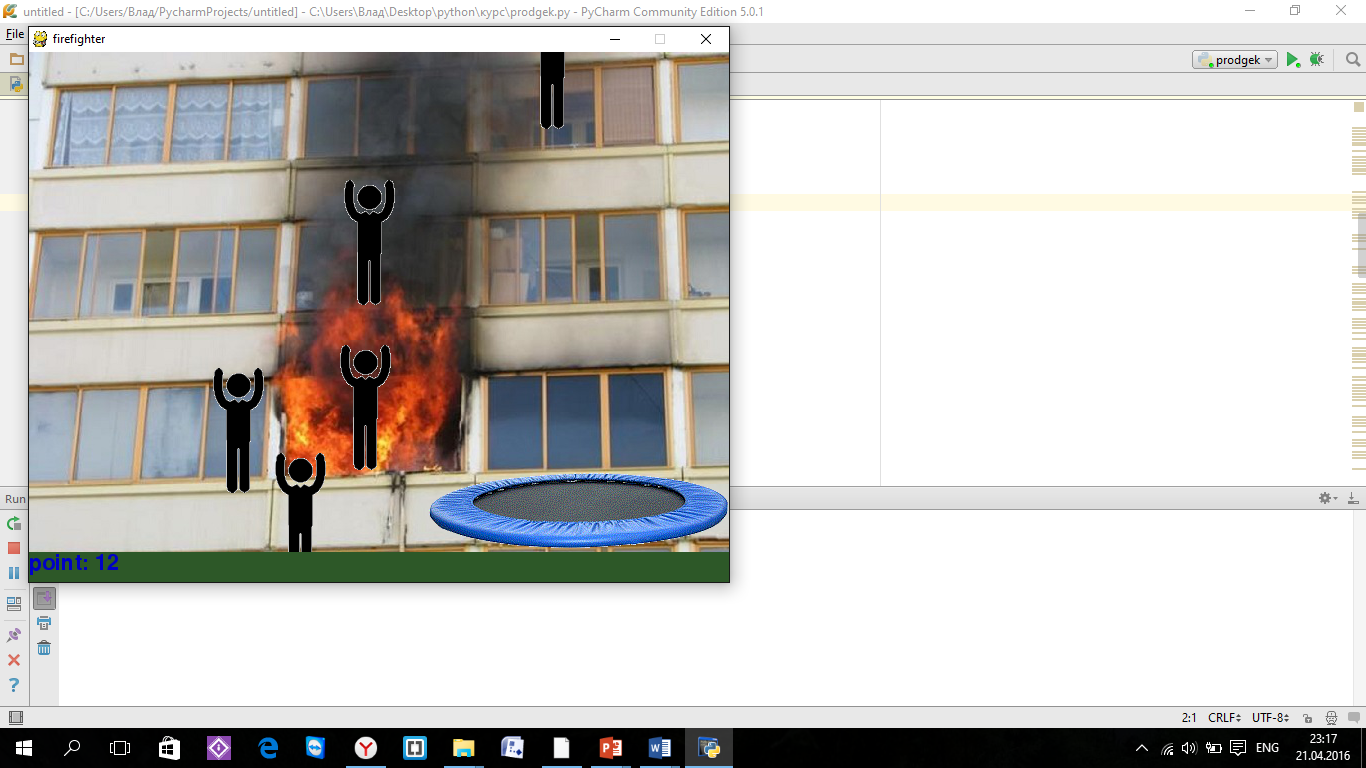 untitled - [C:/Users/Влад/PycharmProjects/untitled] - C:\Users\Влад\Desktop\python\курс\prodgek.py - PyCharm Community Edition 5.0.1
File
firefighter
prodgek
point: 12
Run
2:1 CRLF UTF-8
ENG
23:17
21.04.2016